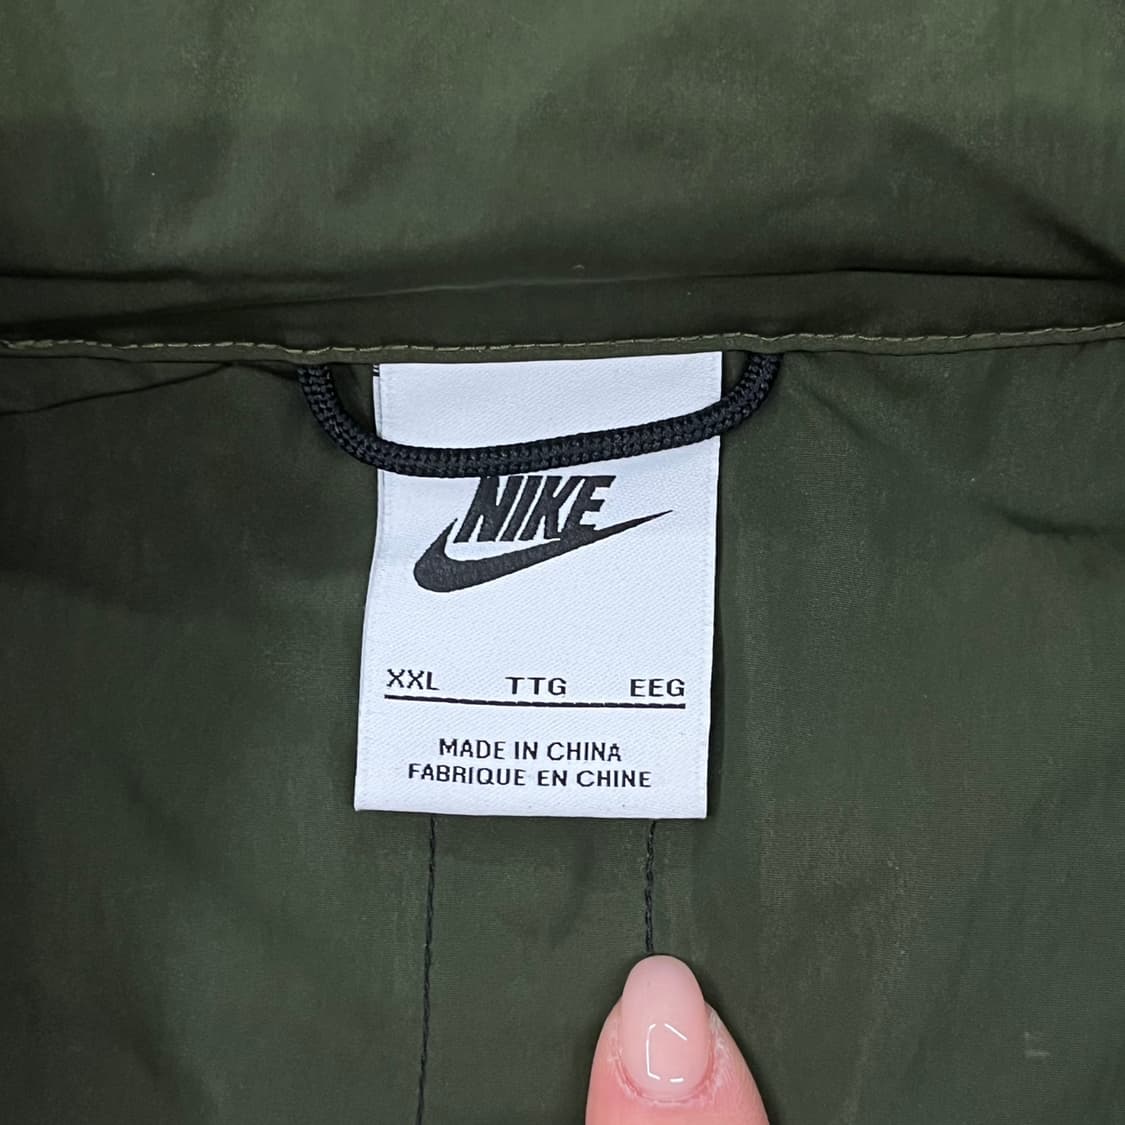 NIKE
XXL TTG EEG
MADE IN CHINA
FABRIQUE EN CHINE